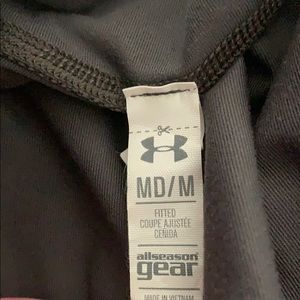 MD/M
FITTED
COUPE AJUSTÉE
CEÑIDA
allseason
gear
MADE IN VIETNAM